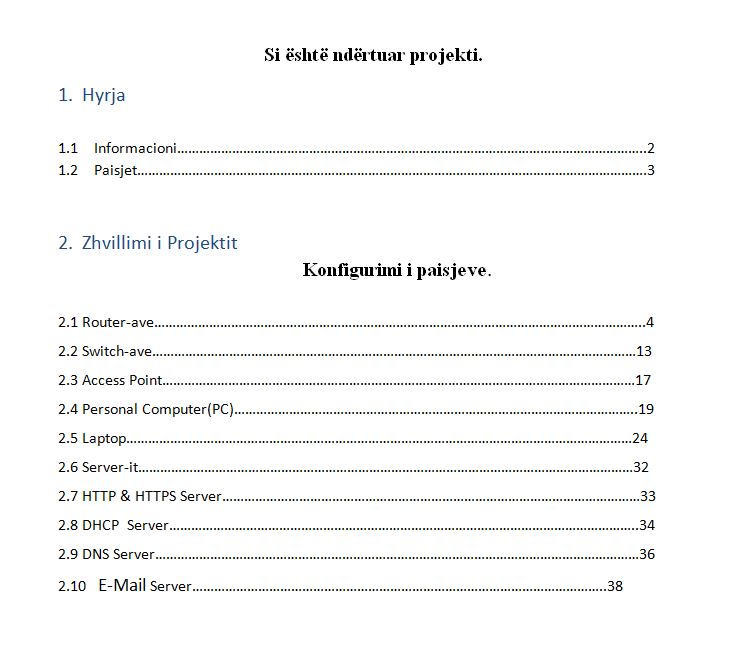 Si është ndërtuar projekti.
1. Hyrja
1.1 Informacioni……………………………………………………………………………………………………2
1.2 Paisjet……………………………………………………………………………………………………………3
2. Zhvillimi i Projektit
Konfigurimi i paisjeve.
2.1 Router-ave…………………………………………………………………………………………………………4
2.2 Switch-ave………………………………………………………………………………………………………13
2.3 Access Point……………………………………………………………………………………………………17
2.4 Personal Computer(PC)………………………………………………………………………………………19
2.5 Laptop……………………………………………………………………………………………………………24
2.6 Server-it…………………………………………………………………………………………………………32
2.7 HTTP & HTTPS Server…………………………………………………………………………………………33
2.8 DHCP Server……………………………………………………………………………………………………34
2.9 DNS Server………………………………………………………………………………………………………36
2.10 E-Mail Server…………………………………………………………………………………………38